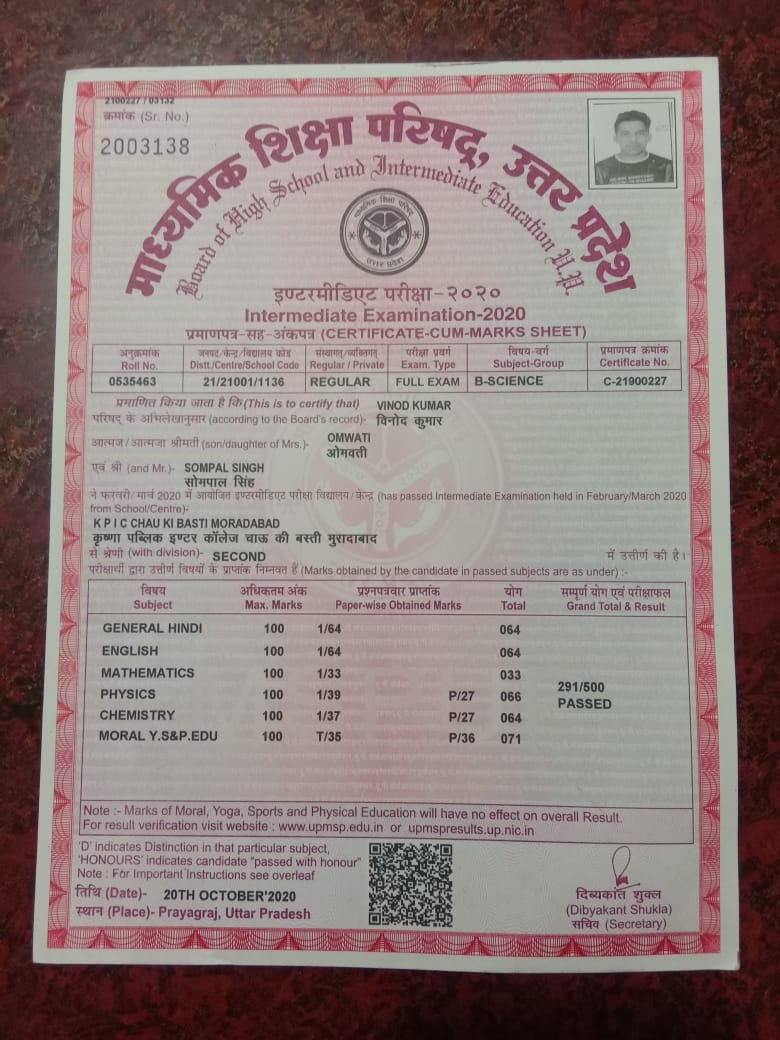 2100227 / 03132
क्रमांक (Sr. No.)
2003138
माध्यमिक शिक्षा परिषद्, उत्तर प्रदेश
Board of High School and Intermediate Education U.P.
माध्यमिक शिक्षा परिषद्
उत्तर प्रदेश
इण्टरमीडिएट परीक्षा-२०२०
Intermediate Examination-2020
प्रमाणपत्र-सह-अंकपत्र (CERTIFICATE-CUM-MARKS SHEET)
अनुक्रमांक जनपद/केन्द्र/विद्यालय कोड संस्थागत/व्यक्तिगत परीक्षा प्रवर्ग विषय-वर्ग प्रमाणपत्र क्रमांक
Roll No. Distt./Centre/School Code Regular / Private Exam. Type Subject-Group Certificate No.
0535463 21/21001/1136 REGULAR FULL EXAM B-SCIENCE C-21900227
प्रमाणित किया जाता है कि (This is to certify that) VINOD KUMAR
परिषद के अभिलेखानुसार (according to the Board's record)- विनोद कुमार
आत्मज/आत्मजा श्रीमती (son/daughter of Mrs.)- OMWATI
ओमवती
एवं श्री (and Mr.)- SOMPAL SINGH
सोमपाल सिंह
ने फरवरी/मार्च 2020 में आयोजित इण्टरमीडिएट परीक्षा विद्यालय/केन्द्र (has passed Intermediate Examination held in February/March 2020
from School/Centre)-
K P I C CHAU KI BASTI MORADABAD
कृष्णा पब्लिक इण्टर कॉलेज चाऊ की बस्ती मुरादाबाद
से श्रेणी (with division)- SECOND में उत्तीर्ण की है।
परीक्षार्थी द्वारा उत्तीर्ण विषयों के प्राप्तांक निम्नवत हैं (Marks obtained by the candidate in passed subjects are as under) :-
विषय अधिकतम अंक प्रश्नपत्रवार प्राप्तांक योग सम्पूर्ण योग एवं परीक्षाफल
Subject Max. Marks Paper-wise Obtained Marks Total Grand Total & Result
GENERAL HINDI 100 1/64 064
ENGLISH 100 1/64 064
MATHEMATICS 100 1/33 033
291/500
PHYSICS 100 1/39 P/27 066
PASSED
CHEMISTRY 100 1/37 P/27 064
MORAL Y.S&P.EDU 100 T/35 P/36 071
Note :- Marks of Moral, Yoga, Sports and Physical Education will have no effect on overall Result.
For result verification visit website : www.upmsp.edu.in or upmspresults.up.nic.in
'D' indicates Distinction in that particular subject,
'HONOURS' indicates candidate "passed with honour"
Note : For Important Instructions see overleaf
तिथि (Date)- 20TH OCTOBER'2020
स्थान (Place)- Prayagraj, Uttar Pradesh
दिब्यकांत शुक्ल
(Dibyakant Shukla)
सचिव (Secretary)